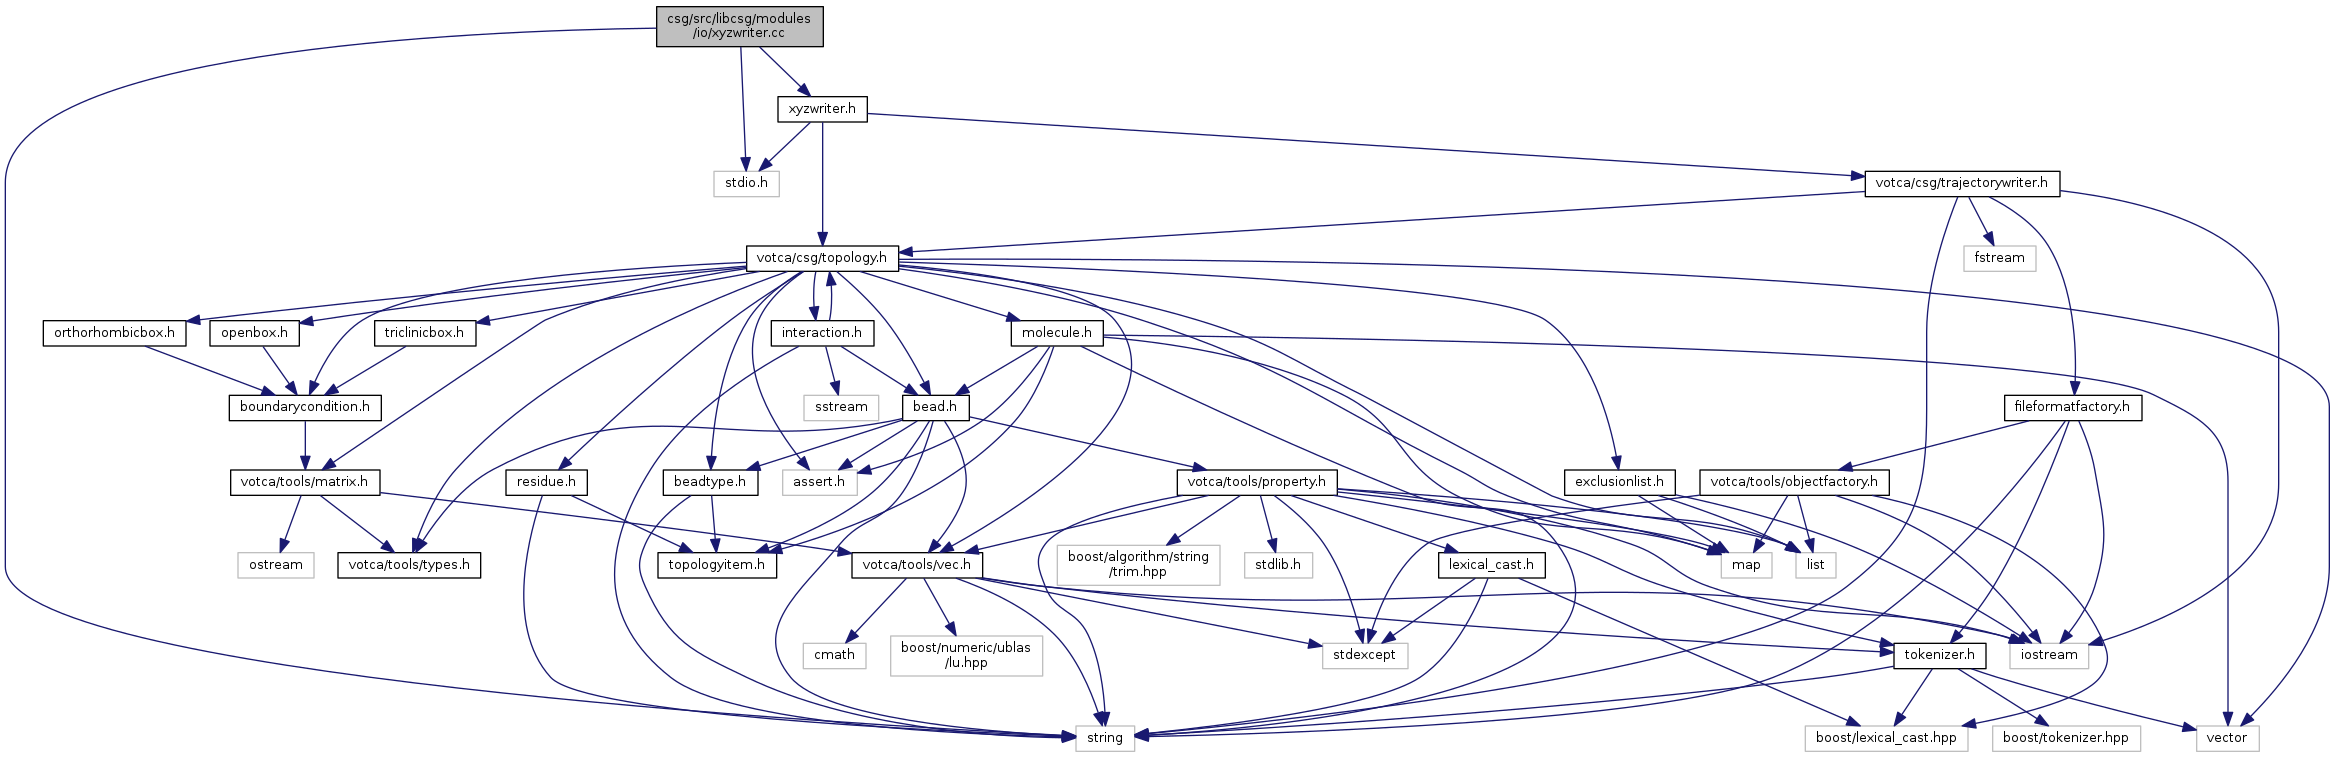 csg/src/libcsg/modules
/io/xyzwriter.cc
xyzwriter.h
stdio.h
votca/csg/trajectorywriter.h
votca/csg/topology.h
fstream
orthorhombicbox.h
openbox.h
triclinicbox.h
interaction.h
molecule.h
boundarycondition.h
sstream
bead.h
fileformatfactory.h
votca/tools/matrix.h
residue.h
beadtype.h
assert.h
votca/tools/property.h
exclusionlist.h
votca/tools/objectfactory.h
ostream
votca/tools/types.h
topologyitem.h
votca/tools/vec.h
boost/algorithm/string
/trim.hpp
stdlib.h
lexical_cast.h
map
list
cmath
boost/numeric/ublas
/lu.hpp
stdexcept
tokenizer.h
iostream
string
boost/lexical_cast.hpp
boost/tokenizer.hpp
vector